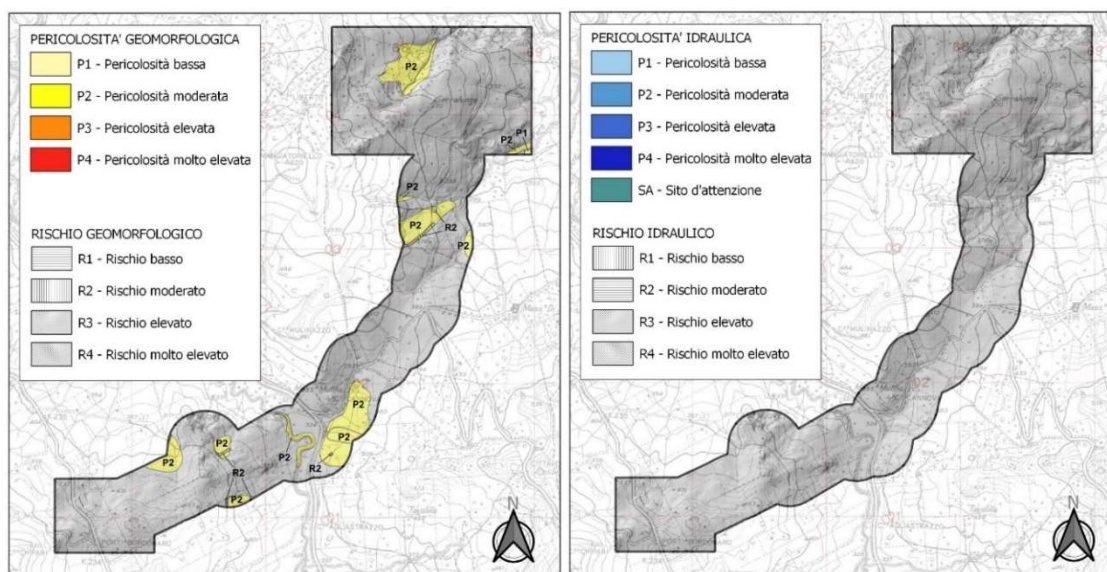 PERICOLOSITA' GEOMORFOLOGICA
P1 - Pericolosità bassa
P2 - Pericolosità moderata
P3 - Pericolosità elevata
P4 - Pericolosità molto elevata
RISCHIO GEOMORFOLOGICO
R1 - Rischio basso
R2 - Rischio moderato
R3 - Rischio elevato
R4 - Rischio molto elevato
P2
P1
P2
P2
P2
R2
P2
P2
P2
P2
P2
R2
P2
R2
P2
N
PERICOLOSITA' IDRAULICA
P1 - Pericolosità bassa
P2 - Pericolosità moderata
P3 - Pericolosità elevata
P4 - Pericolosità molto elevata
SA - Sito d'attenzione
RISCHIO IDRAULICO
R1 - Rischio basso
R2 - Rischio moderato
R3 - Rischio elevato
R4 - Rischio molto elevato
N